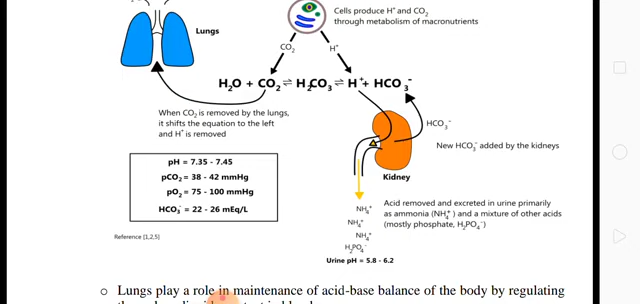 Cells produce H⁺ and CO₂
through metabolism of macronutrients
Lungs
CO₂
H⁺
H₂O + CO₂ ⇌ H₂CO₃ ⇌ H⁺ + HCO₃⁻
When CO₂ is removed by the lungs,
it shifts the equation to the left
and H⁺ is removed
HCO₃⁻
New HCO₃⁻ added by the kidneys
pH = 7.35 - 7.45
pCO₂ = 38 - 42 mmHg
pO₂ = 75 - 100 mmHg
HCO₃⁻ = 22 - 26 mEq/L
Kidney
Acid removed and excreted in urine primarily
as ammonia (NH₄⁺) and a mixture of other acids
(mostly phosphate, H₂PO₄⁻)
NH₄⁺
NH₄⁺
NH₄⁺
H₂PO₄⁻
Urine pH = 5.8 - 6.2
Reference [1,2,5]
o Lungs play a role in maintenance of acid-base balance of the body by regulating